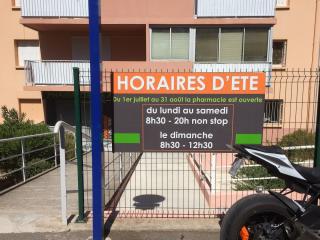 HORAIRES D'ETE
Du 1er juillet au 31 août la pharmacie est ouverte
du lundi au samedi
8h30 - 20h non stop
le dimanche
8h30 - 12h30